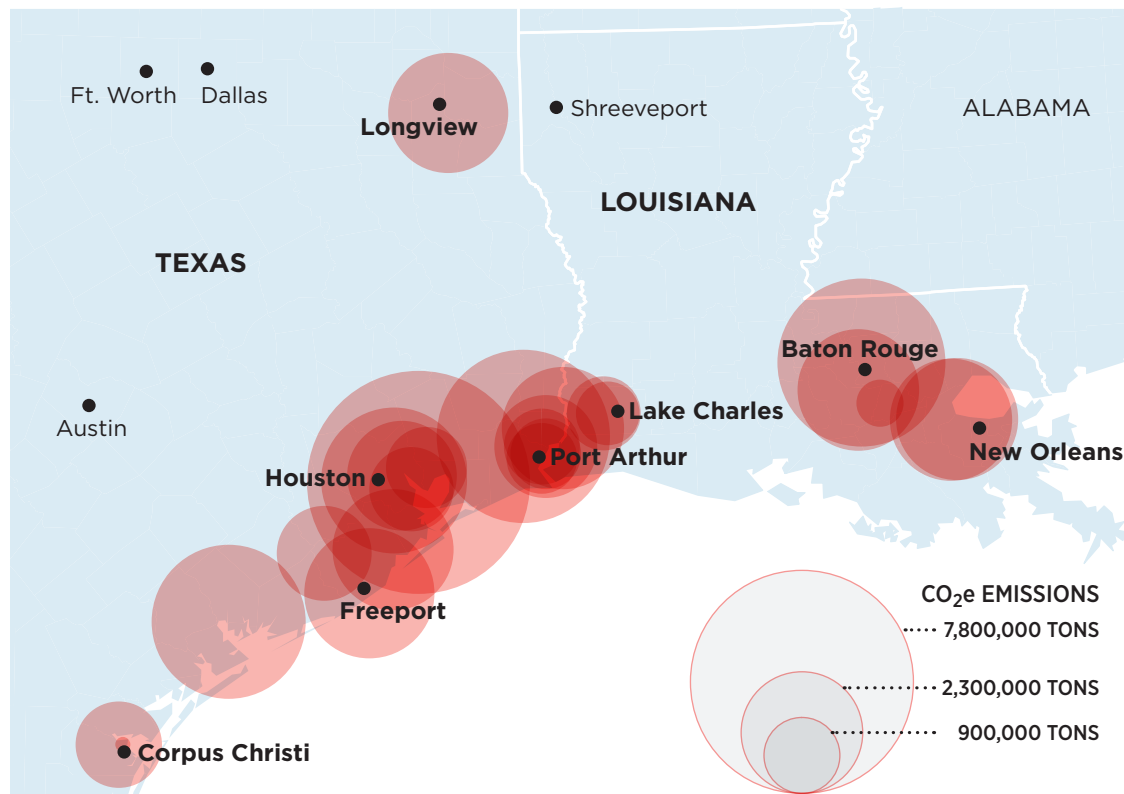 Ft. Worth
Dallas
Longview
Shreeveport
ALABAMA
LOUISIANA
TEXAS
Baton Rouge
Austin
Lake Charles
Houston
Port Arthur
New Orleans
Freeport
Corpus Christi
CO₂e EMISSIONS
7,800,000 TONS
2,300,000 TONS
900,000 TONS